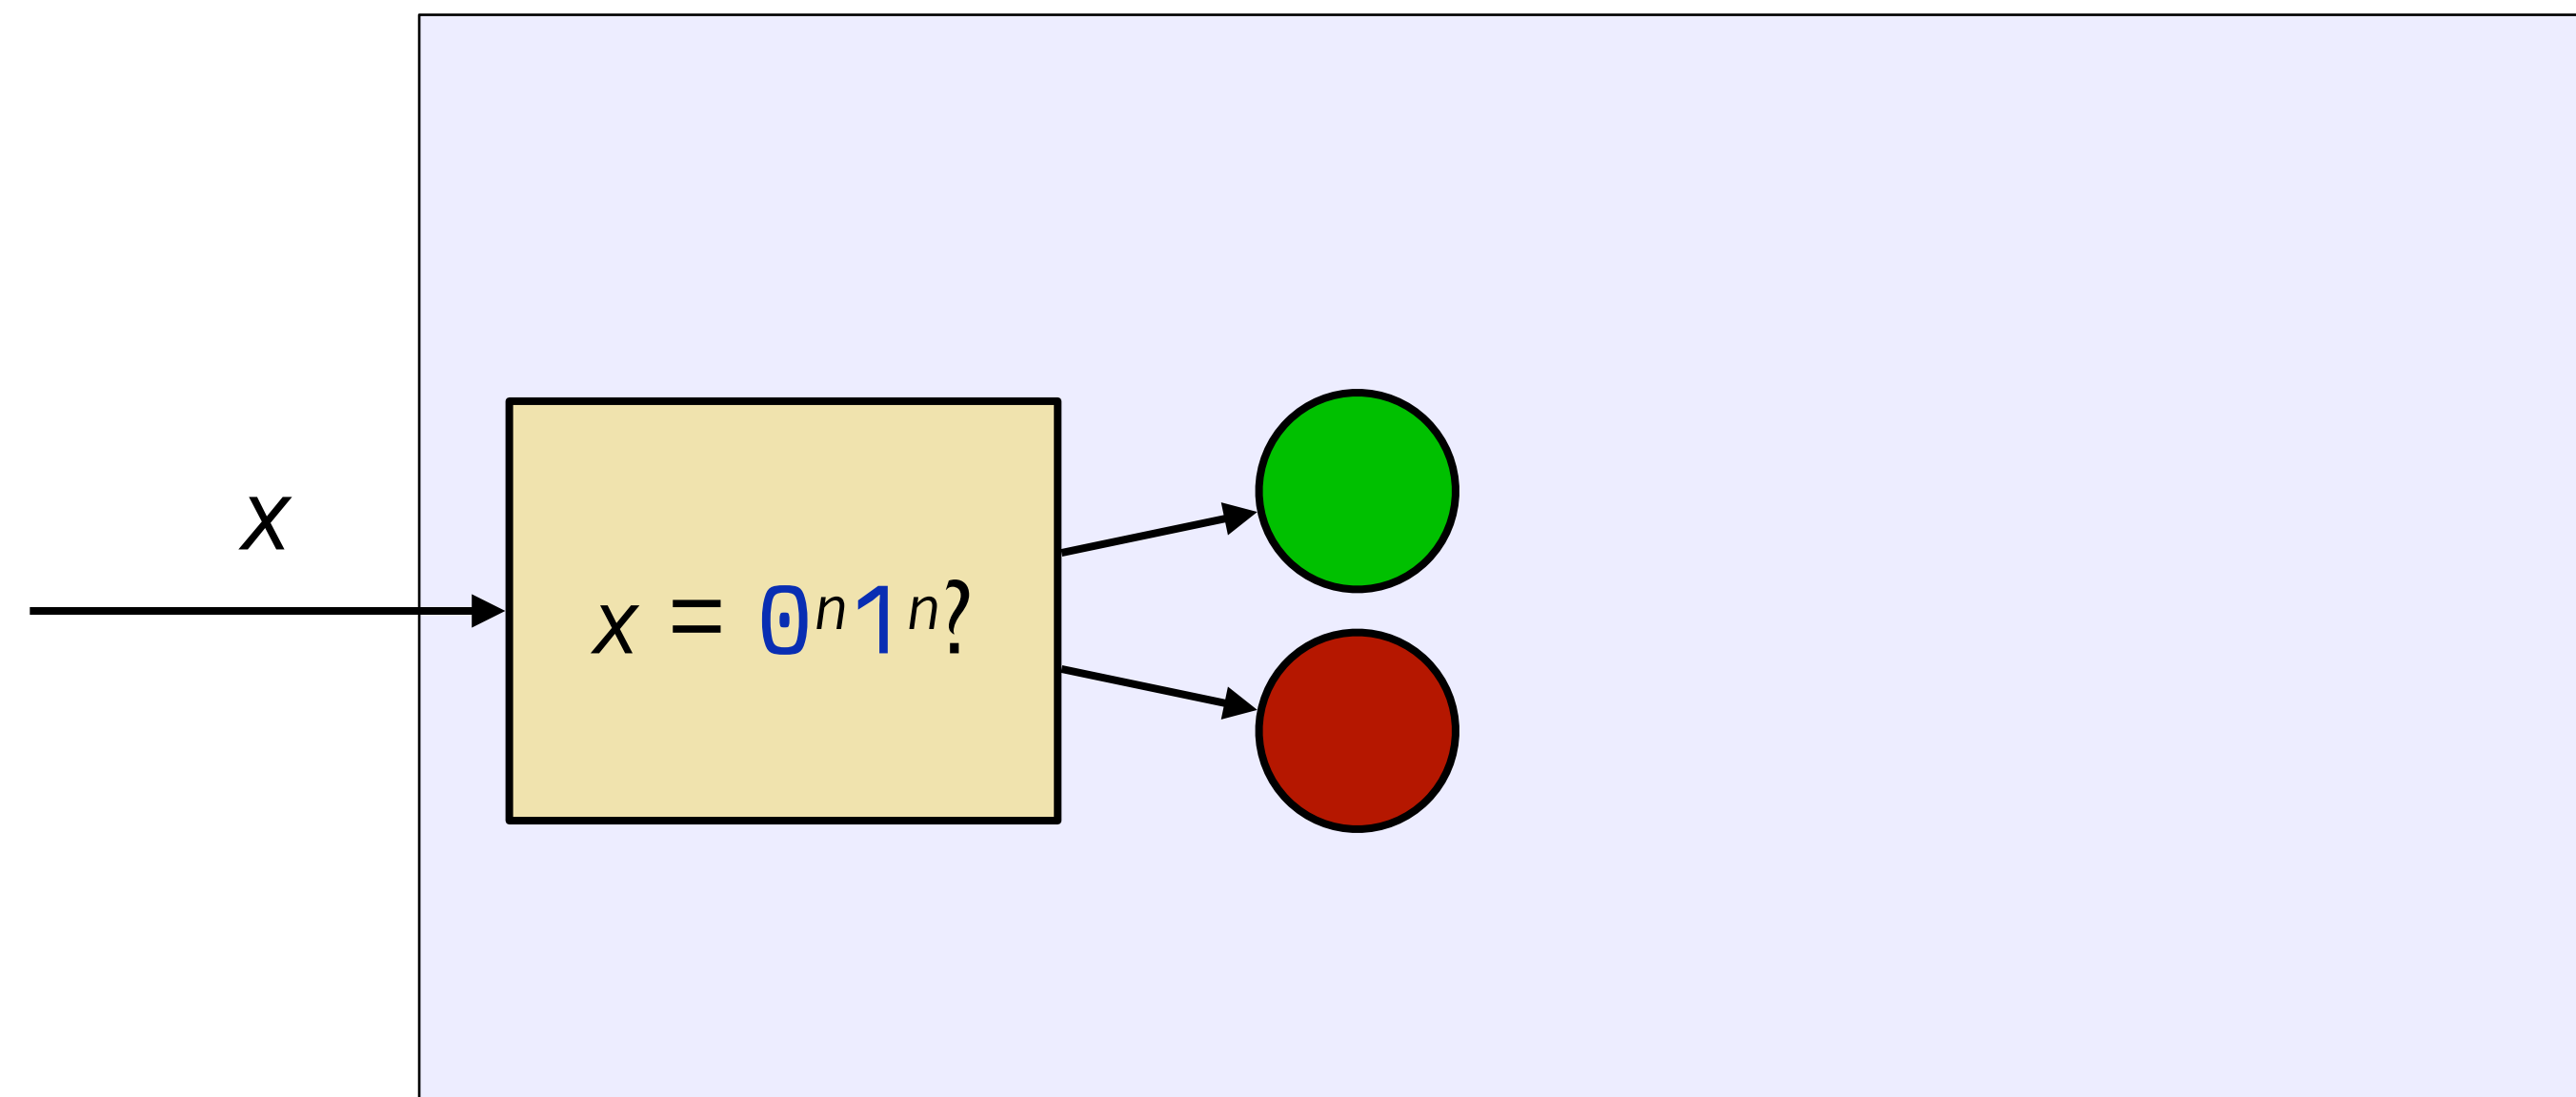 x
x = 0ⁿ1ⁿ?